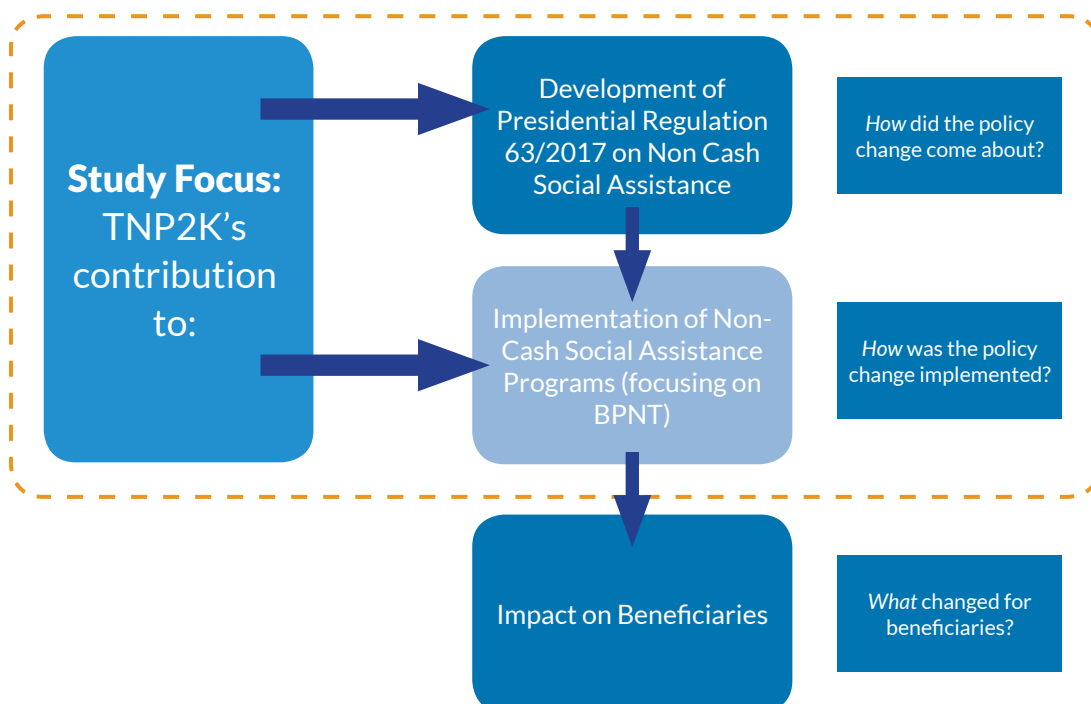 Study Focus:
TNP2K’s
contribution
to:
Development of
Presidential Regulation
63/2017 on Non Cash
Social Assistance
How did the policy
change come about?
Implementation of Non-
Cash Social Assistance
Programs (focusing on
BPNT)
How was the policy
change implemented?
Impact on Beneficiaries
What changed for
beneficiaries?